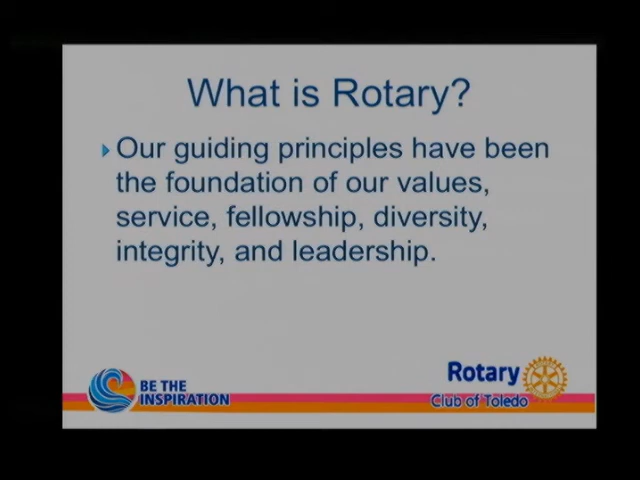 What is Rotary?
Our guiding principles have been
the foundation of our values,
service, fellowship, diversity,
integrity, and leadership.
BE THE
INSPIRATION
Rotary
Club of Toledo